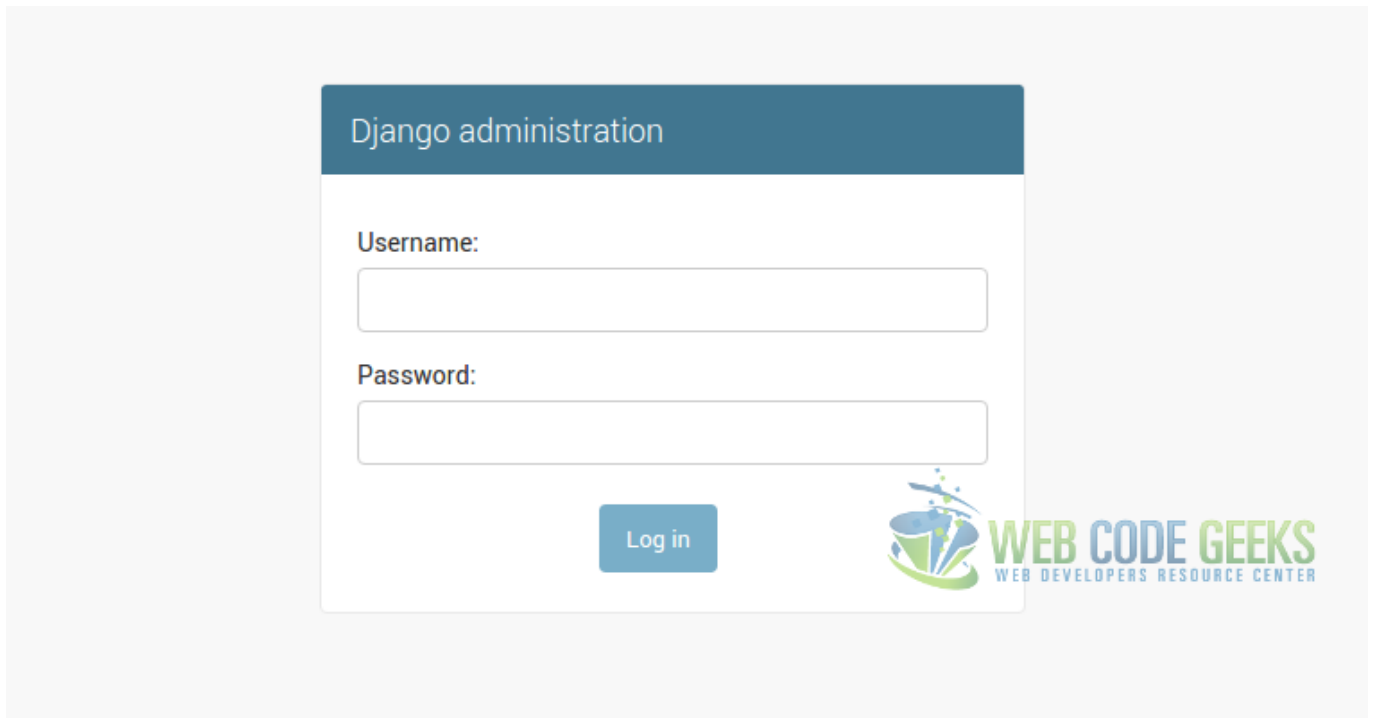 Django administration
Username:
Password:
Log in
WEB CODE GEEKS
WEB DEVELOPERS RESOURCE CENTER